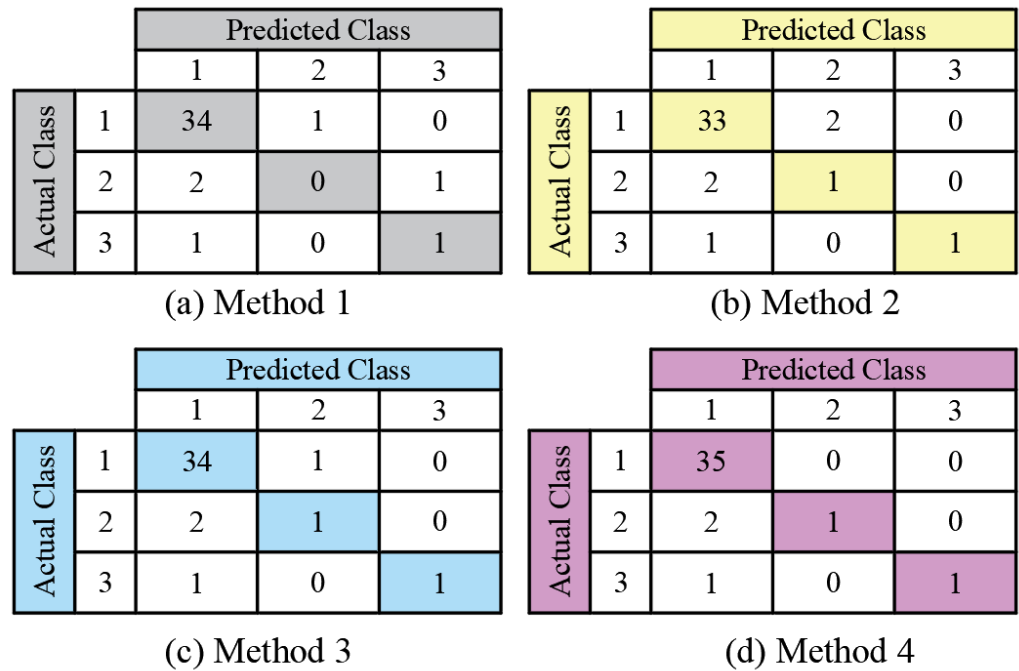 Predicted Class
1 2 3
Actual Class
1 34 1 0
2 2 0 1
3 1 0 1
(a) Method 1
Predicted Class
1 2 3
Actual Class
1 33 2 0
2 2 1 0
3 1 0 1
(b) Method 2
Predicted Class
1 2 3
Actual Class
1 34 1 0
2 2 1 0
3 1 0 1
(c) Method 3
Predicted Class
1 2 3
Actual Class
1 35 0 0
2 2 1 0
3 1 0 1
(d) Method 4